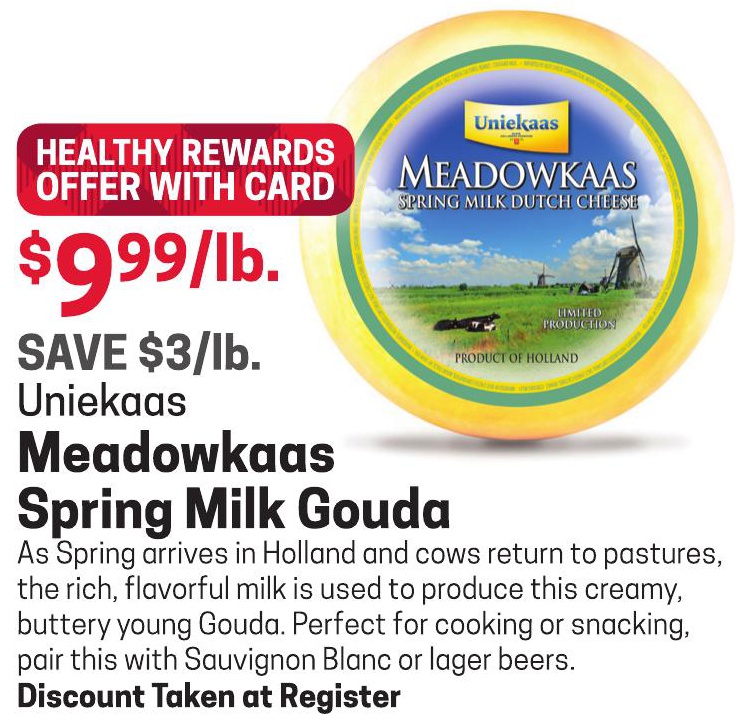 HEALTHY REWARDS
OFFER WITH CARD
$9.99/lb.
SAVE $3/lb.
Uniekaas
Meadowkaas
Spring Milk Gouda
As Spring arrives in Holland and cows return to pastures,
the rich, flavorful milk is used to produce this creamy,
buttery young Gouda. Perfect for cooking or snacking,
pair this with Sauvignon Blanc or lager beers.
Discount Taken at Register
Uniekaas
MEADOWKAAS
SPRING MILK DUTCH CHEESE
LIMITED
PRODUCTION
PRODUCT OF HOLLAND